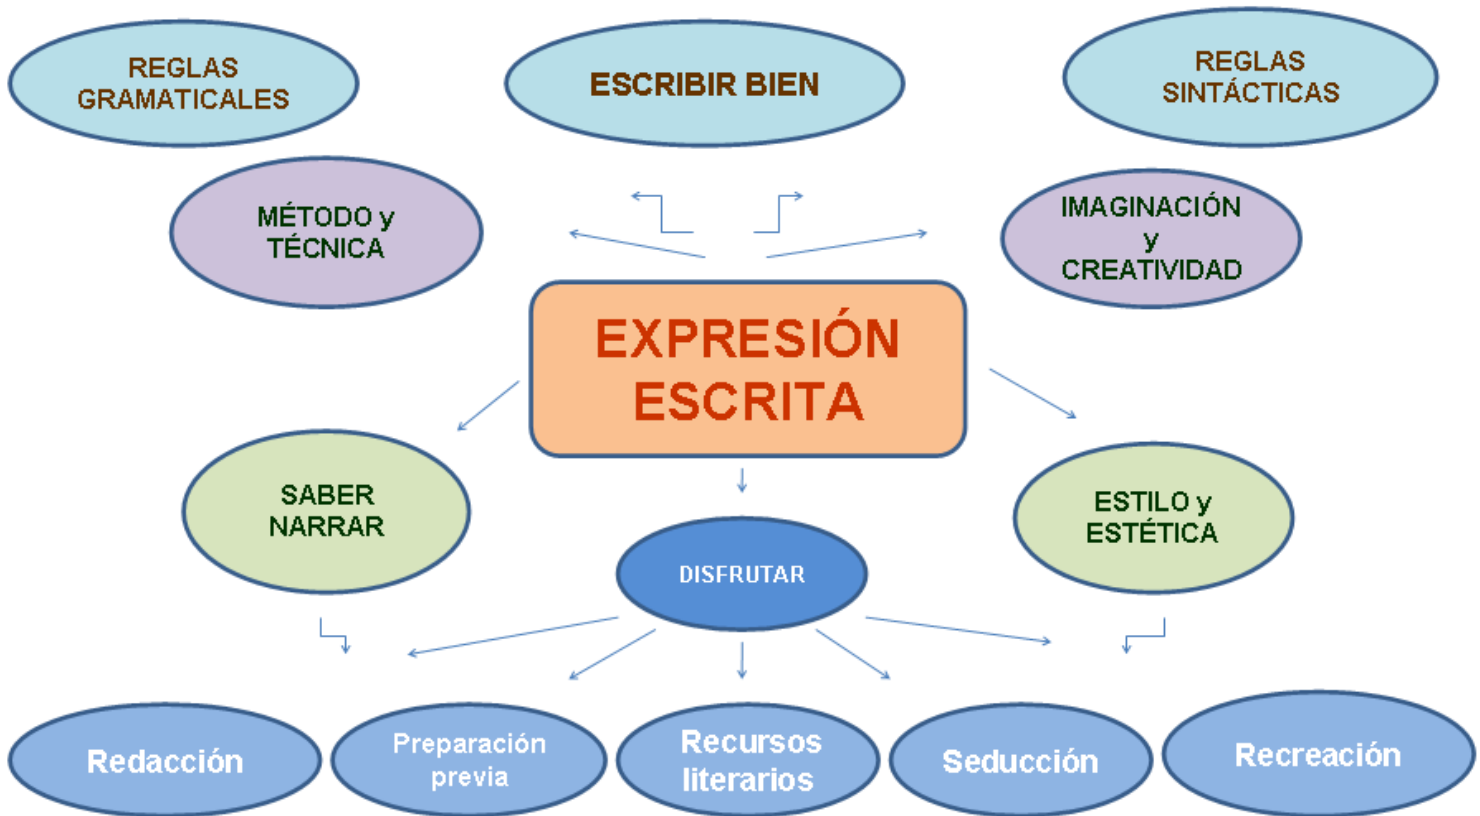 REGLAS
GRAMATICALES
ESCRIBIR BIEN
REGLAS
SINTÁCTICAS
MÉTODO y
TÉCNICA
IMAGINACIÓN
y
CREATIVIDAD
EXPRESIÓN
ESCRITA
SABER
NARRAR
ESTILO y
ESTÉTICA
DISFRUTAR
Redacción
Preparación
previa
Recursos
literarios
Seducción
Recreación